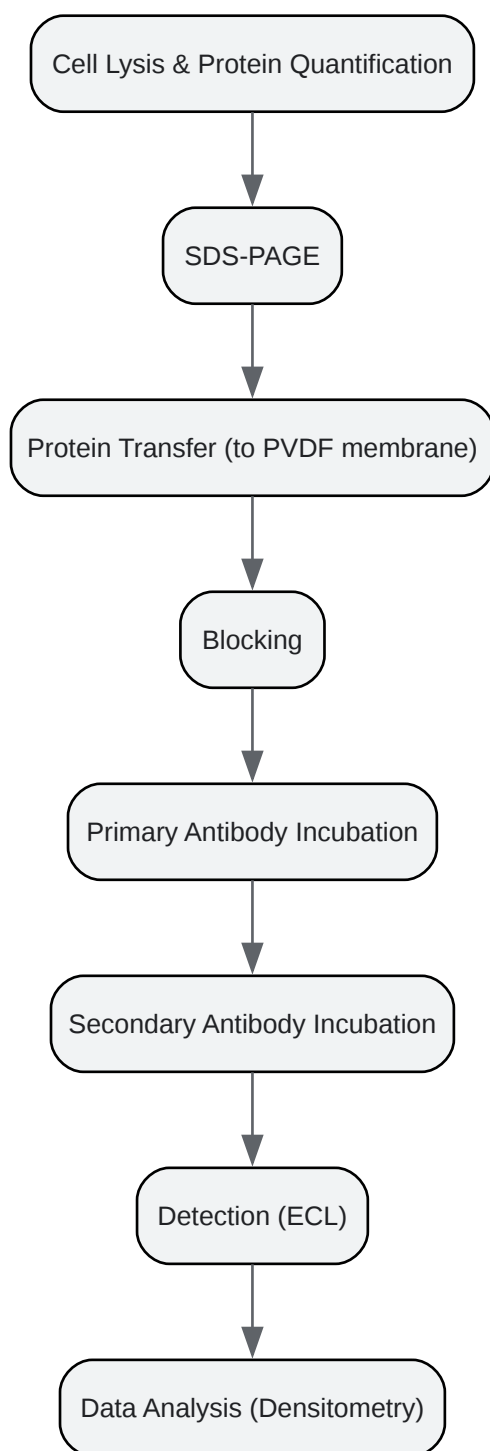 Cell Lysis & Protein Quantification
SDS-PAGE
Protein Transfer (to PVDF membrane)
Blocking
Primary Antibody Incubation
Secondary Antibody Incubation
Detection (ECL)
Data Analysis (Densitometry)